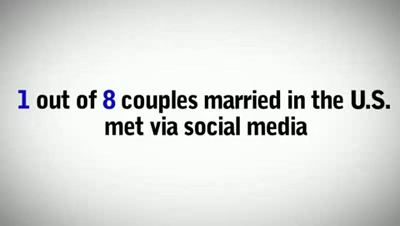 1 out of 8 couples married in the U.S.
met via social media